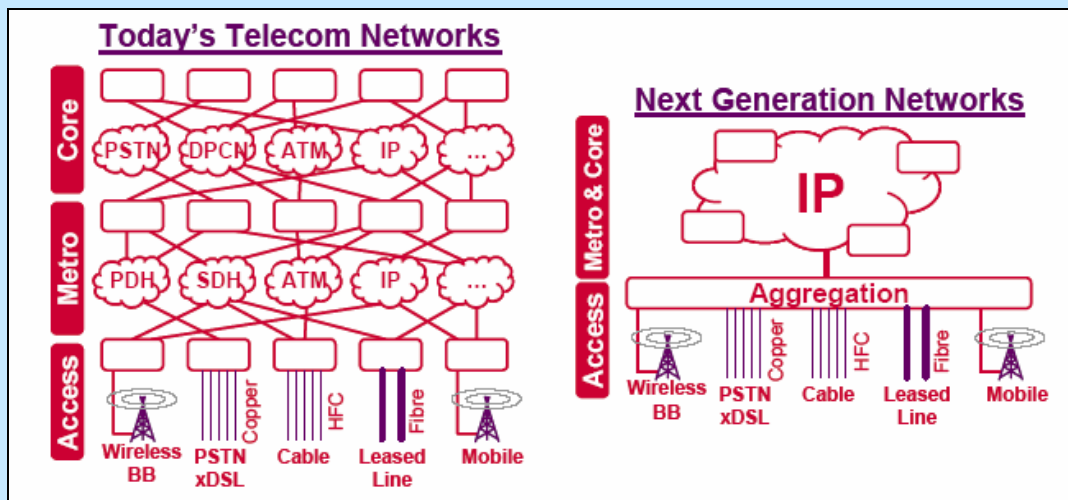 Today's Telecom Networks
Core
PSTN DPCN ATM IP ...
Metro
PDH SDH ATM IP ...
Access
Copper
HFC
Fibre
Wireless
BB
PSTN
xDSL
Cable
Leased
Line
Mobile
Next Generation Networks
Metro & Core
IP
Access
Aggregation
Copper
HFC
Fibre
Wireless
BB
PSTN
xDSL
Cable
Leased
Line
Mobile